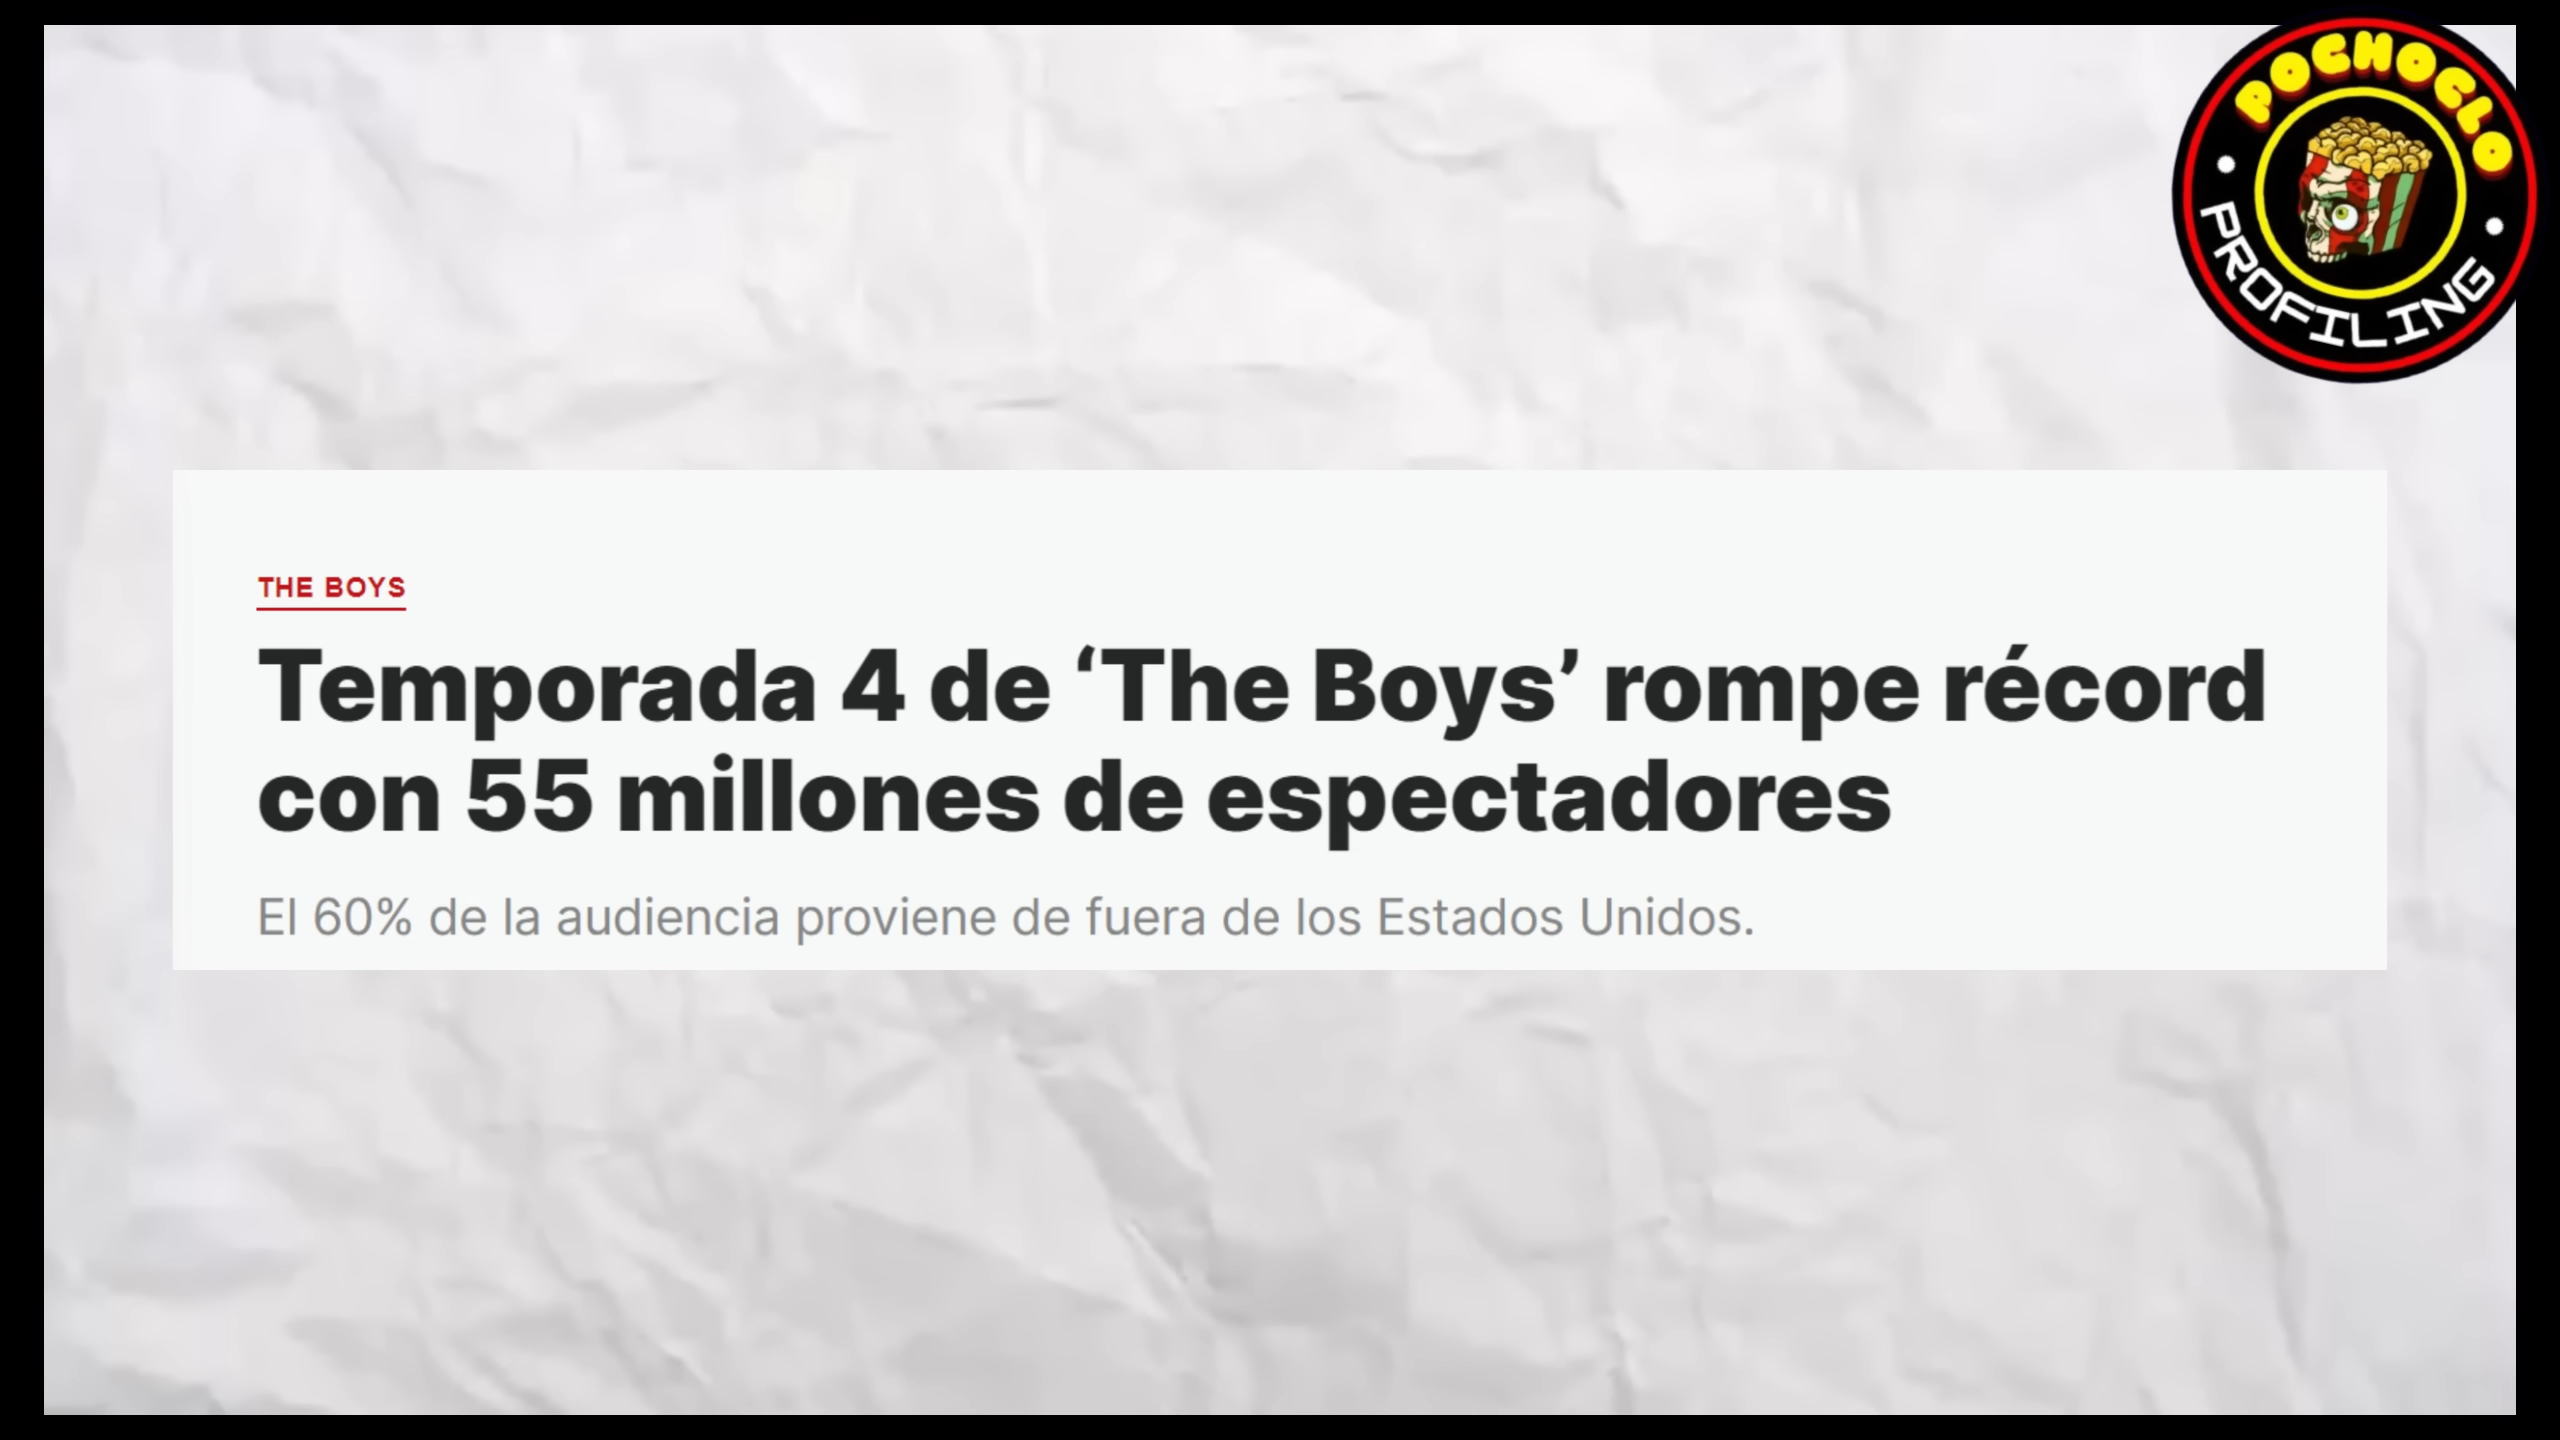 POCHOCLO
PROFILING
THE BOYS
Temporada 4 de ‘The Boys’ rompe récord
con 55 millones de espectadores
El 60% de la audiencia proviene de fuera de los Estados Unidos.